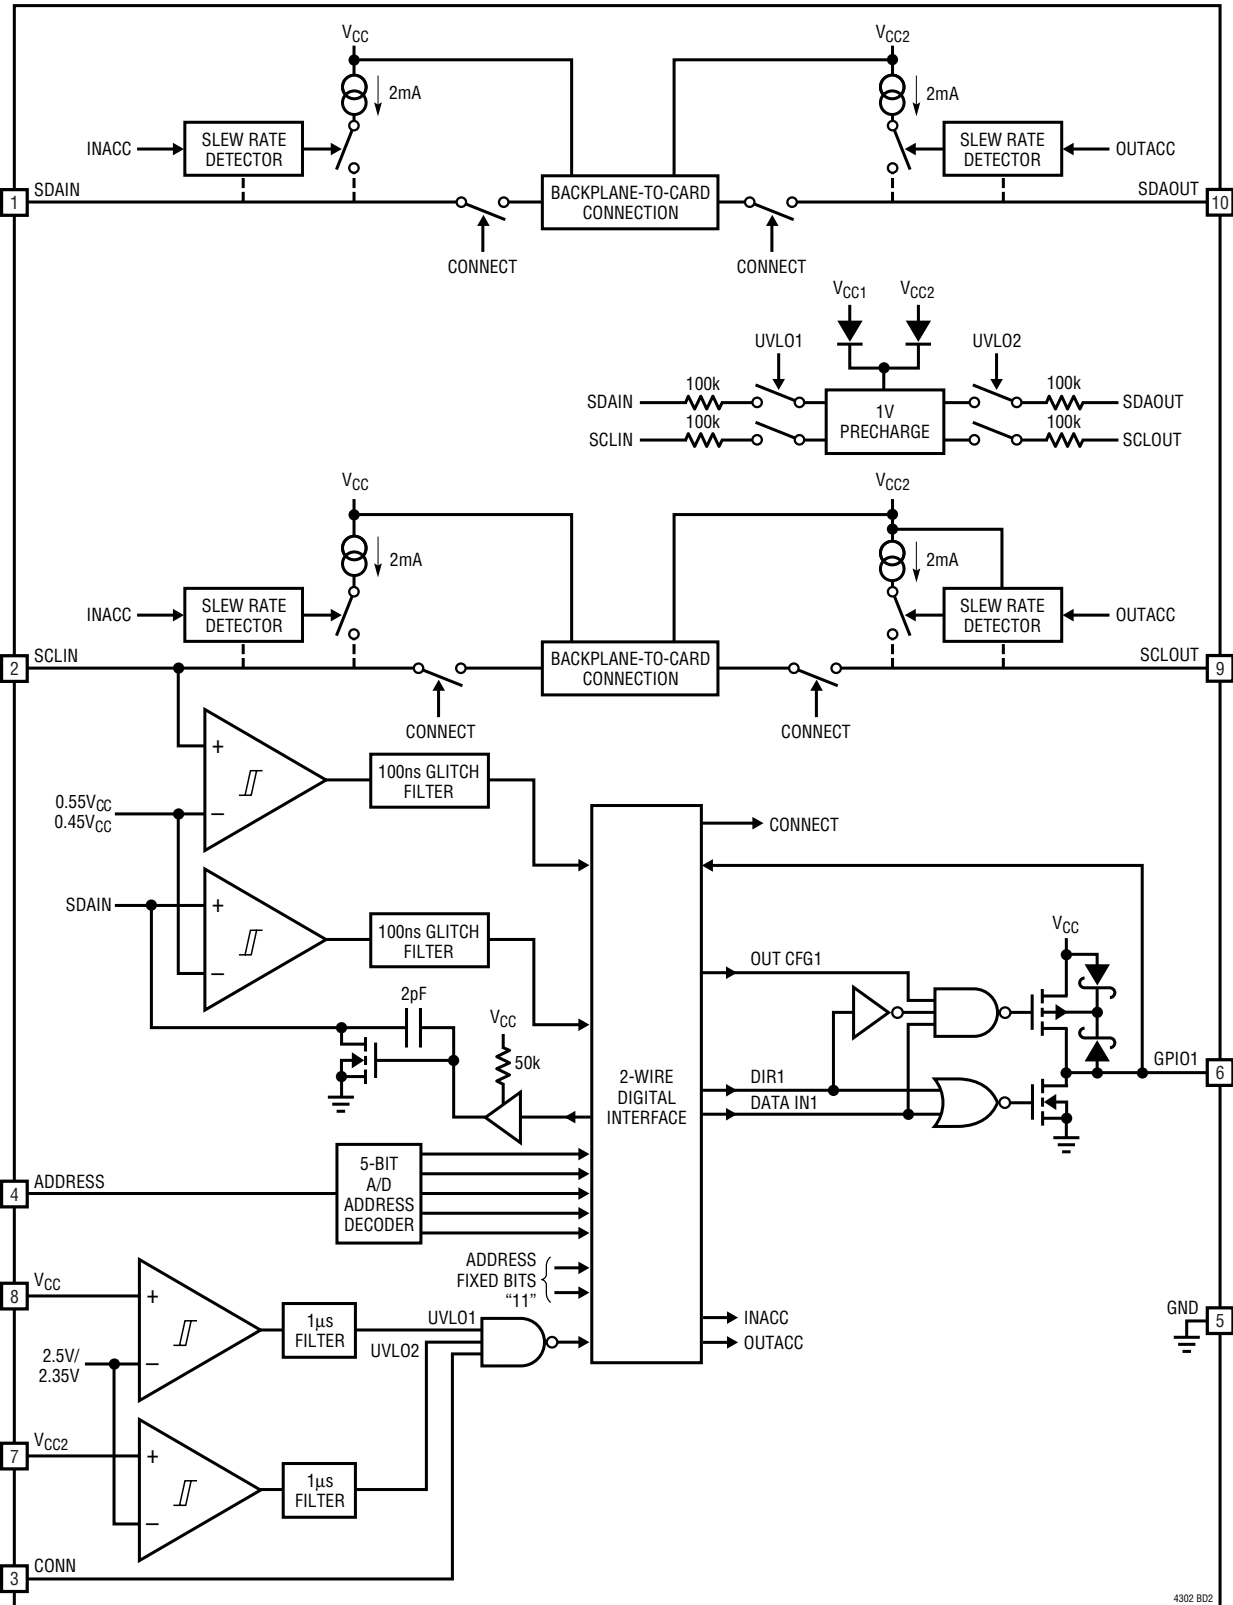 VCC
VCC2
2mA
2mA
INACC
SLEW RATE
DETECTOR
SLEW RATE
DETECTOR
OUTACC
1
SDAIN
BACKPLANE-TO-CARD
CONNECTION
SDAOUT
10
CONNECT
CONNECT
VCC1
VCC2
UVLO1
UVLO2
SDAIN
100k
100k
SDAOUT
1V
PRECHARGE
SCLIN
100k
100k
SCLOUT
VCC
VCC2
2mA
2mA
INACC
SLEW RATE
DETECTOR
SLEW RATE
DETECTOR
OUTACC
2
SCLIN
BACKPLANE-TO-CARD
CONNECTION
SCLOUT
9
CONNECT
CONNECT
+
–
100ns GLITCH
FILTER
0.55VCC
0.45VCC
CONNECT
SDAIN
+
–
100ns GLITCH
FILTER
2pF
VCC
50k
2-WIRE
DIGITAL
INTERFACE
OUT CFG1
DIR1
DATA IN1
VCC
GPIO1
6
4
ADDRESS
5-BIT
A/D
ADDRESS
DECODER
ADDRESS
FIXED BITS
“11”
8
VCC
+
–
1µs
FILTER
UVLO1
UVLO2
2.5V/
2.35V
INACC
OUTACC
GND
5
7
VCC2
+
–
1µs
FILTER
3
CONN
4302 BD2